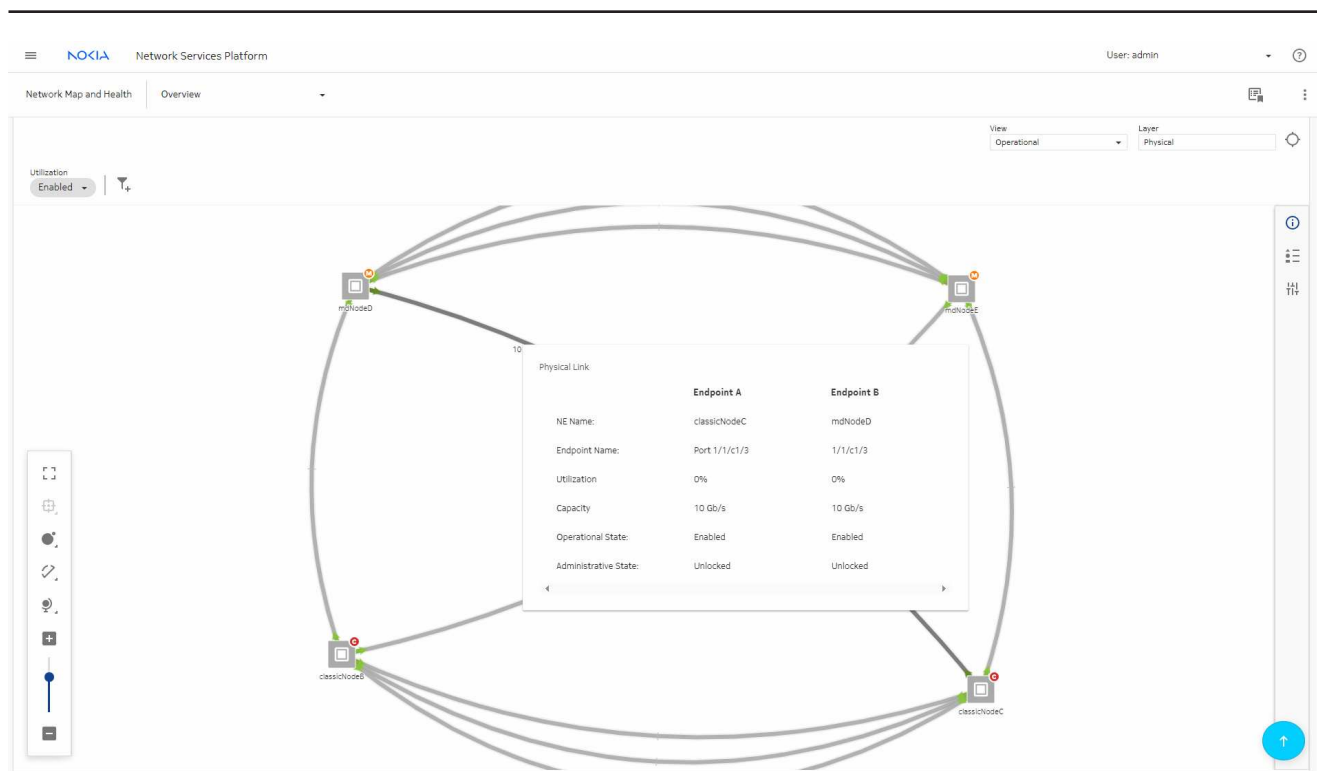 NOKIA Network Services Platform User: admin
Network Map and Health Overview
View Layer
Operational Physical
Utilization
Enabled
M M
mdNodeD mdNodeE
10
Physical Link
Endpoint A Endpoint B
NE Name: classicNodeC mdNodeD
Endpoint Name: Port 1/1/c1/3 1/1/c1/3
Utilization 0% 0%
Capacity 10 Gb/s 10 Gb/s
Operational State: Enabled Enabled
Administrative State: Unlocked Unlocked
C
classicNodeB
C
classicNodeC